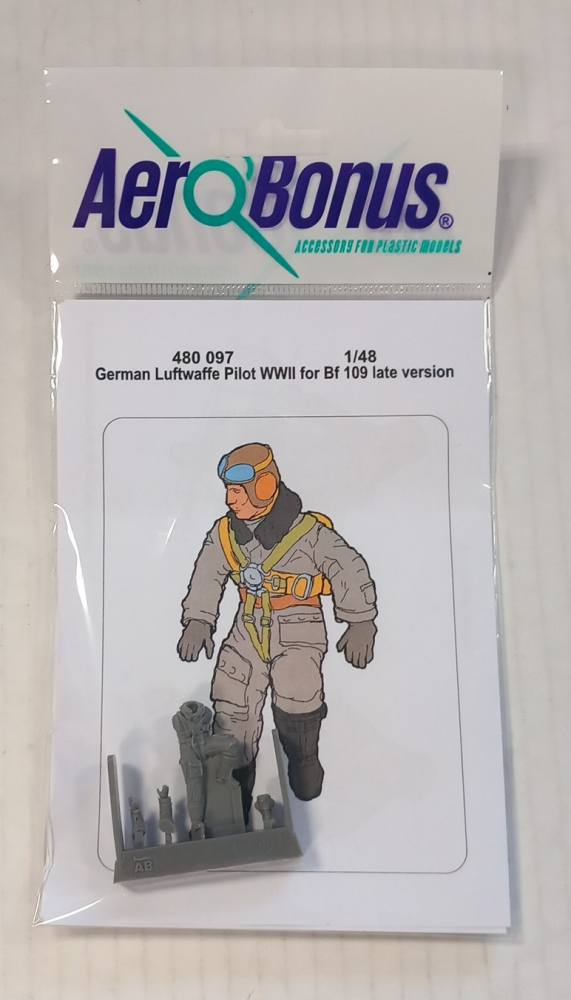 AeroBonus®
ACCESSORY FOR PLASTIC MODELS
480 097 1/48
German Luftwaffe Pilot WWII for Bf 109 late version
AB